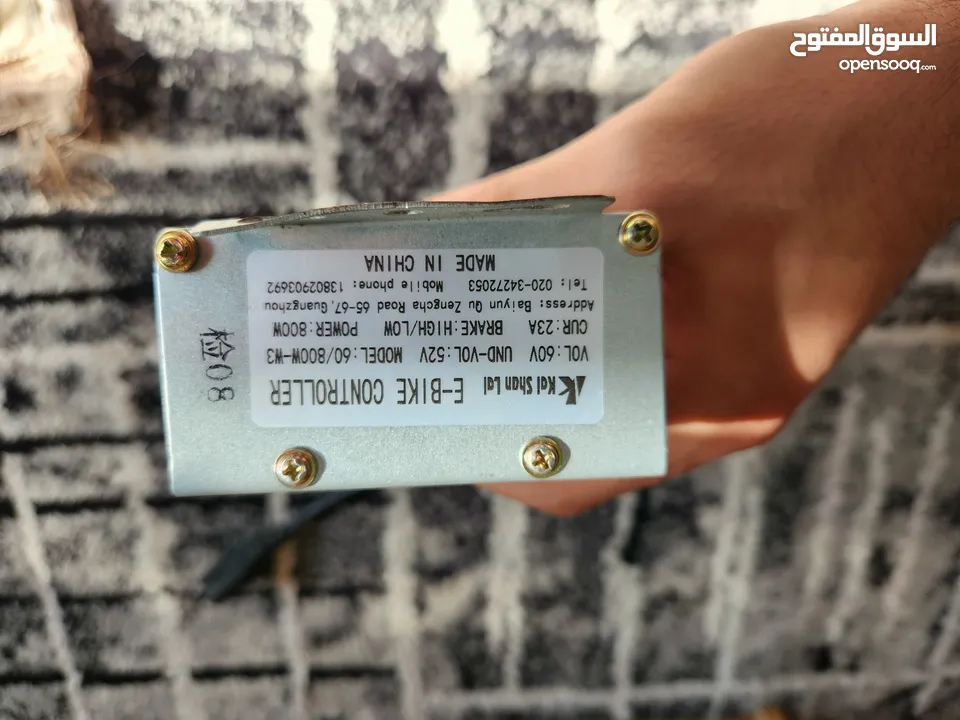 السوق المفتوح
opensooq.com
Kai Shan Lai E-BIKE CONTROLLER
VOL:60V UND-VOL:52V MODEL:60/800W-W3
CUR:23A BRAKE:HIGH/LOW POWER:800W
Address: Baiyun Qu Zengcha Road 65-67, Guangzhou
Tel: 020-34272053 Mobile phone: 13802903692
MADE IN CHINA
检08